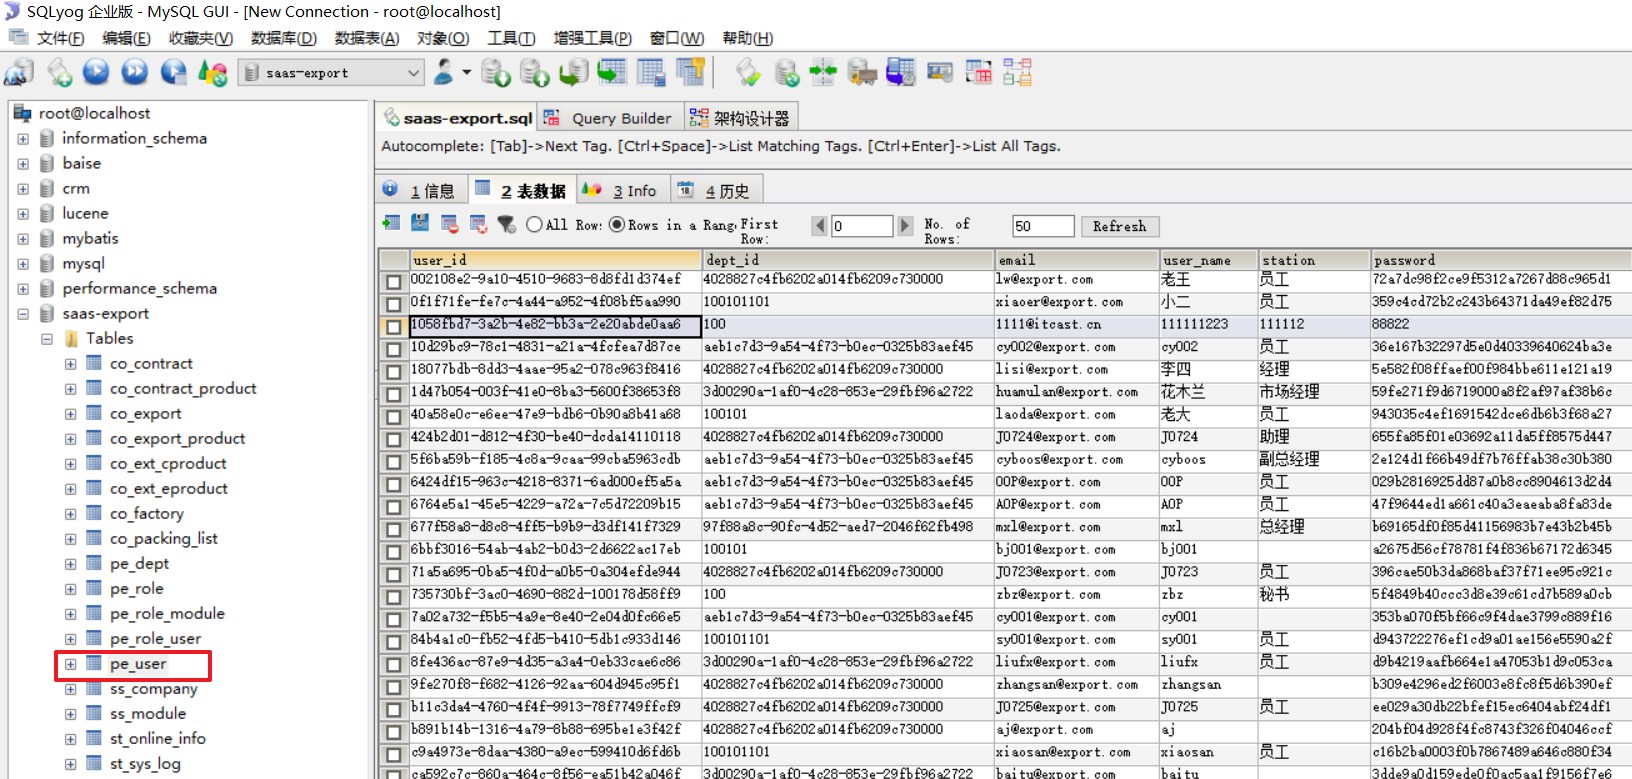 SQLyog 企业版 - MySQL GUI - [New Connection - root@localhost]
文件(F) 编辑(E) 收藏夹(V) 数据库(D) 数据表(A) 对象(O) 工具(T) 增强工具(P) 窗口(W) 帮助(H)
saas-export
root@localhost
information_schema
baise
crm
lucene
mybatis
mysql
performance_schema
saas-export
Tables
co_contract
co_contract_product
co_export
co_export_product
co_ext_cproduct
co_ext_eproduct
co_factory
co_packing_list
pe_dept
pe_role
pe_role_module
pe_role_user
pe_user
ss_company
ss_module
st_online_info
st_sys_log
saas-export.sql Query Builder 架构设计器
Autocomplete: [Tab]->Next Tag. [Ctrl+Space]->List Matching Tags. [Ctrl+Enter]->List All Tags.
1 信息 2 表数据 3 Info 18 4 历史
All Row: Rows in a Rang First Row: 0 No. of Rows: 50 Refresh
user_id dept_id email user_name station password
002108e2-9a10-4510-9683-8d8fd1d374ef 4028827c4fb6202a014fb6209c730000 lw@export.com 老王 员工 72a7dc98f2ce9f5312a7267d88c965d1
0f1f71fe-fe7c-4a44-a952-4f08bf5aa990 100101101 xiaoer@export.com 小二 员工 359c4cd72b2c243b64371da49ef82d75
1058fbd7-3a2b-4e82-bb3a-2e20abde0aa6 100 1111@itcast.cn 111111223 111112 88822
10d29bc9-78c1-4831-a21a-4fcfea7d87ce aeb1c7d3-9a54-4f73-b0ec-0325b83aef45 cy002@export.com cy002 员工 36e167b32297d5e0d40339640624ba3e
18077bdb-8dd3-4aae-95a2-078c963f8416 4028827c4fb6202a014fb6209c730000 lisi@export.com 李四 经理 5e582f08ffaef00f984bbe611e121a19
1d47b054-003f-41e0-8ba3-5600f38653f8 3d00290a-1af0-4c28-853e-29fbf96a2722 huamulan@export.com 花木兰 市场经理 59fe271f9d6719000a8f2af97af38b6c
40a58e0c-e6ee-47e9-bdb6-0b90a8b41a68 100101 laoda@export.com 老大 员工 943035c4ef1691542dce6db6b3f68a27
424b2d01-d812-4f30-be40-dcda14110118 4028827c4fb6202a014fb6209c730000 J0724@export.com J0724 助理 655fa85f01e03692a11da5ff8575d447
5f6ba59b-f185-4c8a-9caa-99cba5963cdb aeb1c7d3-9a54-4f73-b0ec-0325b83aef45 cyboos@export.com cyboos 副总经理 2e124d1f66b49df7b76ffab38c30b380
6424df15-963c-4218-8371-6ad000ef5a5a aeb1c7d3-9a54-4f73-b0ec-0325b83aef45 OOP@export.com OOP 员工 029b2816925dd87a0b8cc8904613d2d4
6764e5a1-45e5-4229-a72a-7c5d72209b15 aeb1c7d3-9a54-4f73-b0ec-0325b83aef45 AOP@export.com AOP 员工 47f9644ed1a661c40a3eaeaba8fa83de
677f58a8-d8c8-4ff5-b9b9-d3df141f7329 97f88a8c-90fc-4d52-aed7-2046f62fb498 mxl@export.com mxl 总经理 b69165df0f85d41156983b7e43b2b45b
6bbf3016-54ab-4ab2-b0d3-2d6622ac17eb 100101 bj001@export.com bj001 a2675d56cf78781f4f836b67172d6345
71a5a695-0ba5-4f0d-a0b5-0a304efde944 4028827c4fb6202a014fb6209c730000 J0723@export.com J0723 员工 396cae50b3da868baf37f71ee95c921c
735730bf-3ac0-4690-882d-100178d58ff9 100 zbz@export.com zbz 秘书 5f4849b40ccc3d8e39c61cd7b589a0cb
7a02a732-f5b5-4a9e-8e40-2e04d0fc66e5 aeb1c7d3-9a54-4f73-b0ec-0325b83aef45 cy001@export.com cy001 353ba070f5bf66c9f4dae3799c889f16
84b4a1c0-fb52-4fd5-b410-5db1c933d146 100101101 sy001@export.com sy001 员工 d943722276ef1cd9a01ae156e5590a2f
8fe436ac-87e9-4d35-a3a4-0eb33cae6c86 3d00290a-1af0-4c28-853e-29fbf96a2722 liufx@export.com liufx 员工 d9b4219aafb664e1a47053b1d9c053ca
9fe270f8-f682-4126-92aa-604d945c95f1 4028827c4fb6202a014fb6209c730000 zhangsan@export.com zhangsan b309e4296ed2f6003e8fc8f5d6b390ef
b11c3da4-4760-4f4f-9913-78f7749ffcf9 4028827c4fb6202a014fb6209c730000 J0725@export.com J0725 员工 ee029a30db22bfef15ec6404abf24df1
b891b14b-1316-4a79-8b88-695be1e3f42f 4028827c4fb6202a014fb6209c730000 aj@export.com aj 204bf04d928f4fc8743f326f04046ccf
c9a4973e-8daa-4380-a9ec-599410d6fd6b 100101101 xiaosan@export.com xiaosan 员工 c16b2ba0003f0b7867489a646c880f34
ca592c7c-860a-464c-8f56-ea51b42a046f 4028827c4fb6202a014fb6209c730000 baitu@export.com baitu 3dde9a0d159ede0f0ac5aa1f9156f7e6